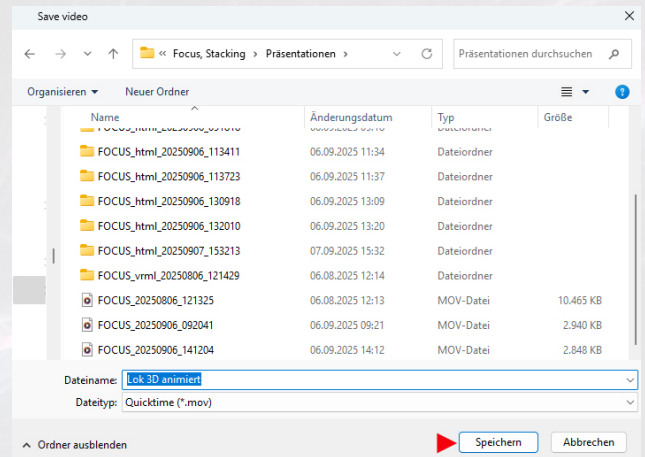 Save video
« Focus, Stacking > Präsentationen >
Präsentationen durchsuchen
Organisieren Neuer Ordner
Name Änderungsdatum Typ Größe
FOCUS_html_20250906_113411 06.09.2025 11:34 Dateiordner
FOCUS_html_20250906_113723 06.09.2025 11:37 Dateiordner
FOCUS_html_20250906_130918 06.09.2025 13:09 Dateiordner
FOCUS_html_20250906_132010 06.09.2025 13:20 Dateiordner
FOCUS_html_20250907_153213 07.09.2025 15:32 Dateiordner
FOCUS_vrml_20250806_121429 06.08.2025 12:14 Dateiordner
FOCUS_20250806_121325 06.08.2025 12:13 MOV-Datei 10.465 KB
FOCUS_20250906_092041 06.09.2025 09:21 MOV-Datei 2.940 KB
FOCUS_20250906_141204 06.09.2025 14:12 MOV-Datei 2.848 KB
Dateiname: Lok 3D animiert
Dateityp: Quicktime (*.mov)
Ordner ausblenden Speichern Abbrechen